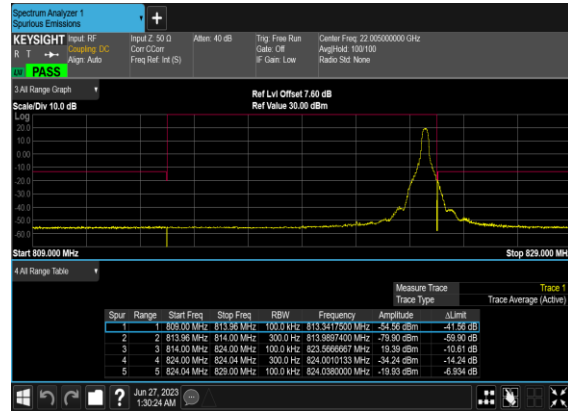 Spectrum Analyzer 1
Spurious Emissions
+
KEYSIGHT Input: RF Input Z: 50 Ω Atten: 40 dB Trig: Free Run Center Freq: 22.005000000 GHz
R T Coupling: DC Corr CCorr Gate: Off Avg|Hold: 100/100
Align: Auto Freq Ref: Int (S) IF Gain: Low Radio Std: None
LW PASS
3 All Range Graph Ref Lvl Offset 7.60 dB
Scale/Div 10.0 dB Ref Value 30.00 dBm
Log
20.0
10.0
0.00
-10.0
-20.0
-30.0
-40.0
-50.0
-60.0
Start 809.000 MHz Stop 829.000 MH
4 All Range Table
Measure Trace Trace 1
Trace Type Trace Average (Active)
Spur Range Start Freq Stop Freq RBW Frequency Amplitude ΔLimit
1 1 809.00 MHz 813.96 MHz 100.0 kHz 813.3417500 MHz -54.56 dBm -41.56 dB
2 2 813.96 MHz 814.00 MHz 300.0 Hz 813.9897400 MHz -79.90 dBm -59.90 dB
3 3 814.00 MHz 824.00 MHz 100.0 kHz 823.5666667 MHz 19.39 dBm -10.61 dB
4 4 824.00 MHz 824.04 MHz 300.0 Hz 824.0010133 MHz -34.24 dBm -14.24 dB
5 5 824.04 MHz 829.00 MHz 100.0 kHz 824.0380000 MHz -19.93 dBm -6.934 dB
? Jun 27, 2023
1:30:24 AM